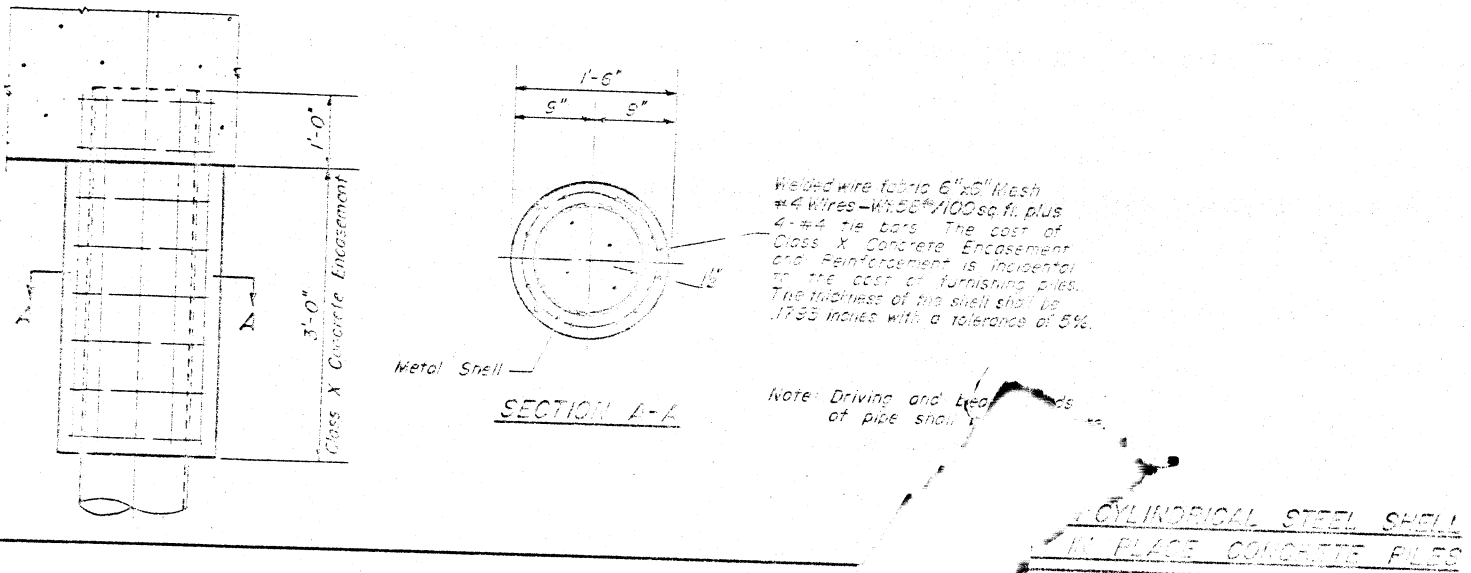 1'-0"
3'-0"
Class X Concrete Encasement
A
A
1'-6"
9"
9"
1½"
Metal Shell
SECTION A-A
Welded wire fabric 6"x6" Mesh
#4 Wires-Wt.58#/100 sq. ft. plus
4-#4 tie bars. The cost of
Class X Concrete Encasement
and Reinforcement is incidental
to the cost of furnishing piles.
The thickness of the shell shall be
.1793 inches with a tolerance of 5%.
Note: Driving and
of pipe shall
CYLINDRICAL STEEL SHELL
IN PLACE CONCRETE PILES